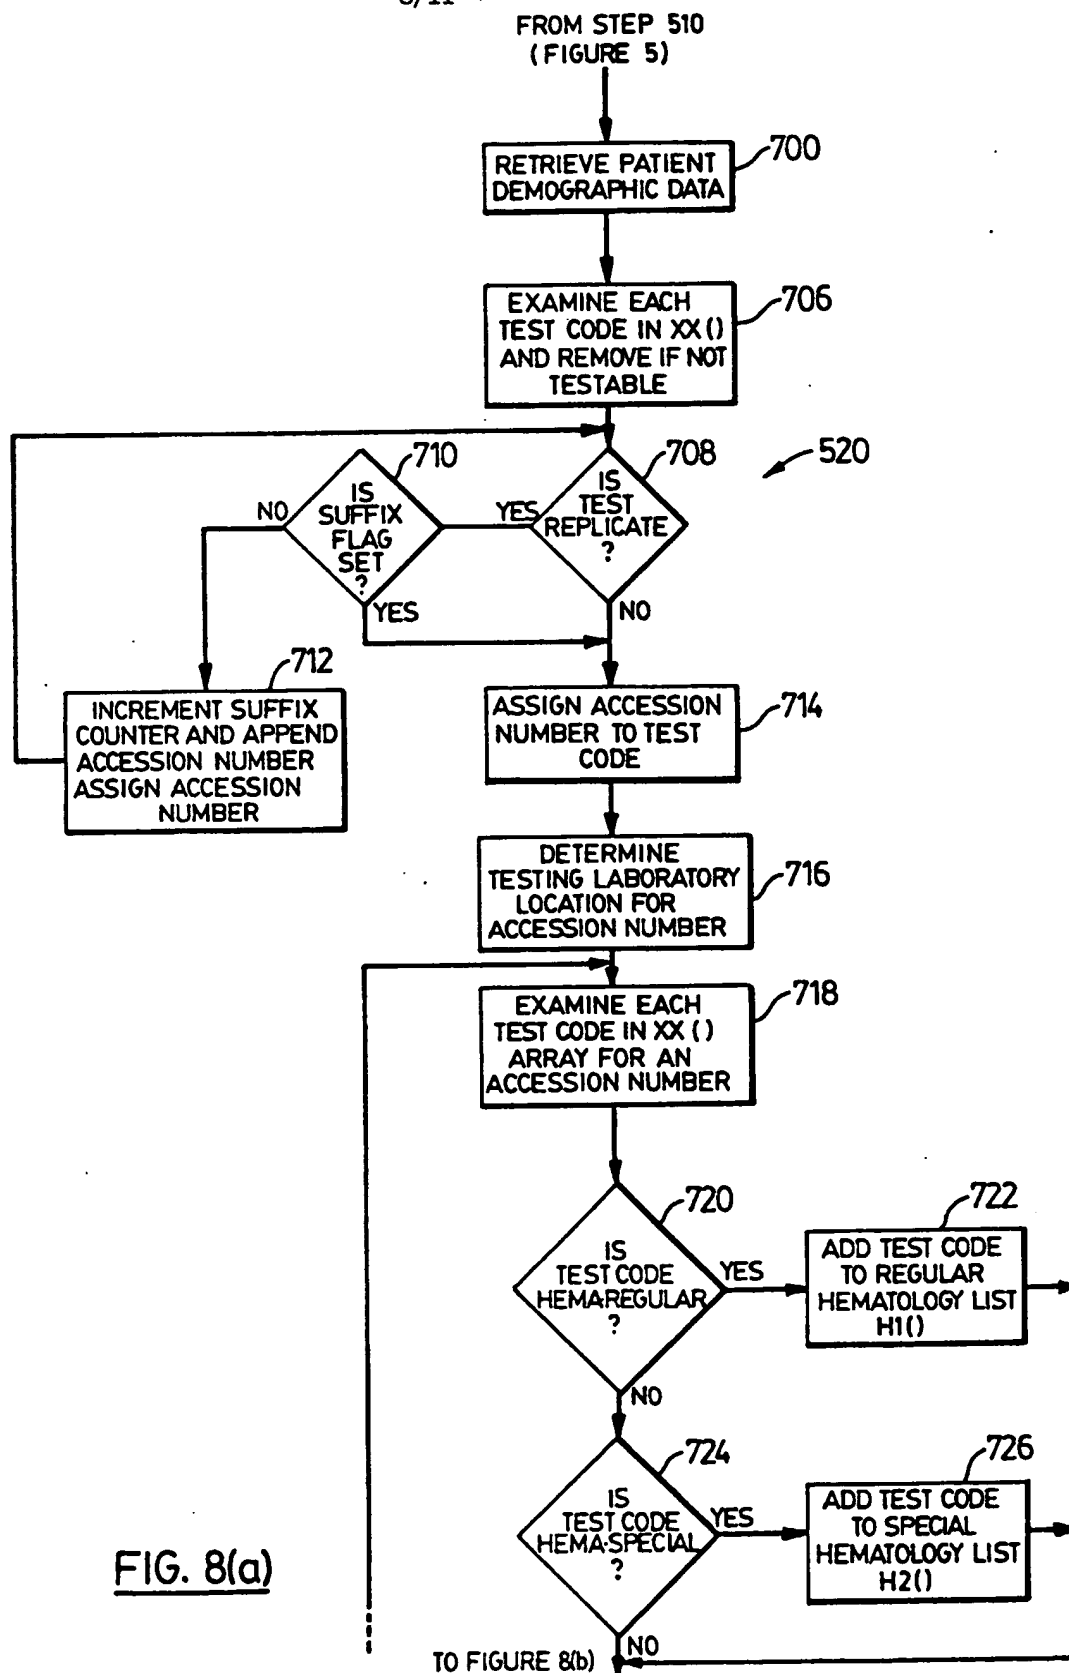 FROM STEP 510
(FIGURE 5)
700
RETRIEVE PATIENT
DEMOGRAPHIC DATA
706
EXAMINE EACH
TEST CODE IN XX()
AND REMOVE IF NOT
TESTABLE
710
708
520
IS
SUFFIX
FLAG
SET
?
NO
YES
IS
TEST
REPLICATE
?
YES
NO
712
INCREMENT SUFFIX
COUNTER AND APPEND
ACCESSION NUMBER
ASSIGN ACCESSION
NUMBER
714
ASSIGN ACCESSION
NUMBER TO TEST
CODE
716
DETERMINE
TESTING LABORATORY
LOCATION FOR
ACCESSION NUMBER
718
EXAMINE EACH
TEST CODE IN XX()
ARRAY FOR AN
ACCESSION NUMBER
720
IS
TEST CODE
HEMA-REGULAR
?
YES
NO
722
ADD TEST CODE
TO REGULAR
HEMATOLOGY LIST
H1()
724
IS
TEST CODE
HEMA-SPECIAL
?
YES
NO
726
ADD TEST CODE
TO SPECIAL
HEMATOLOGY LIST
H2()
FIG. 8(a)
TO FIGURE 8(b)